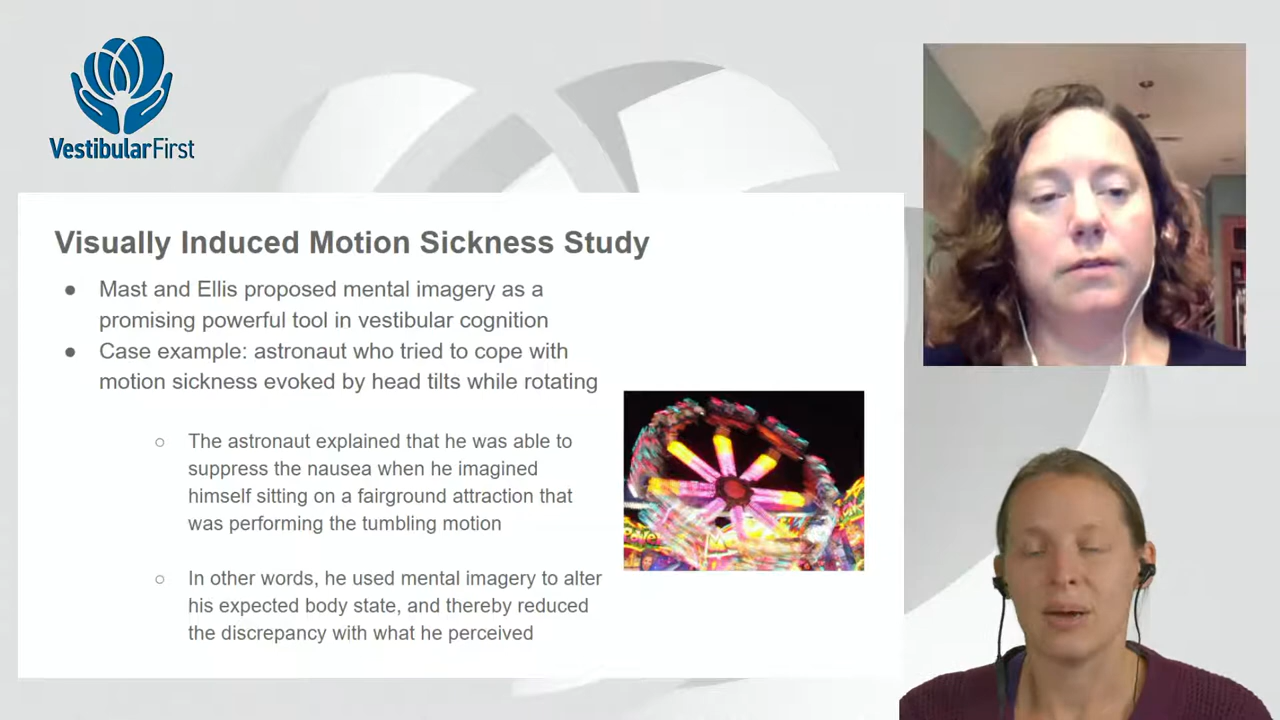 VestibularFirst
Visually Induced Motion Sickness Study
● Mast and Ellis proposed mental imagery as a
promising powerful tool in vestibular cognition
● Case example: astronaut who tried to cope with
motion sickness evoked by head tilts while rotating
○ The astronaut explained that he was able to
suppress the nausea when he imagined
himself sitting on a fairground attraction that
was performing the tumbling motion
○ In other words, he used mental imagery to alter
his expected body state, and thereby reduced
the discrepancy with what he perceived